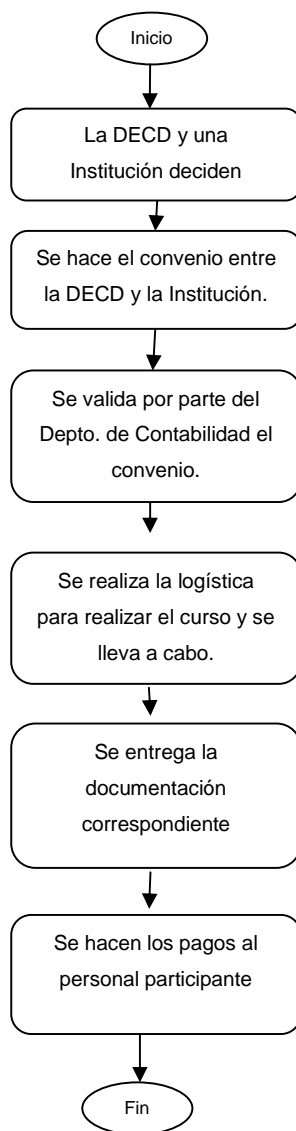 Inicio
La DECD y una
Institución deciden
Se hace el convenio entre
la DECD y la Institución.
Se valida por parte del
Depto. de Contabilidad el
convenio.
Se realiza la logística
para realizar el curso y se
lleva a cabo.
Se entrega la
documentación
correspondiente
Se hacen los pagos al
personal participante
Fin